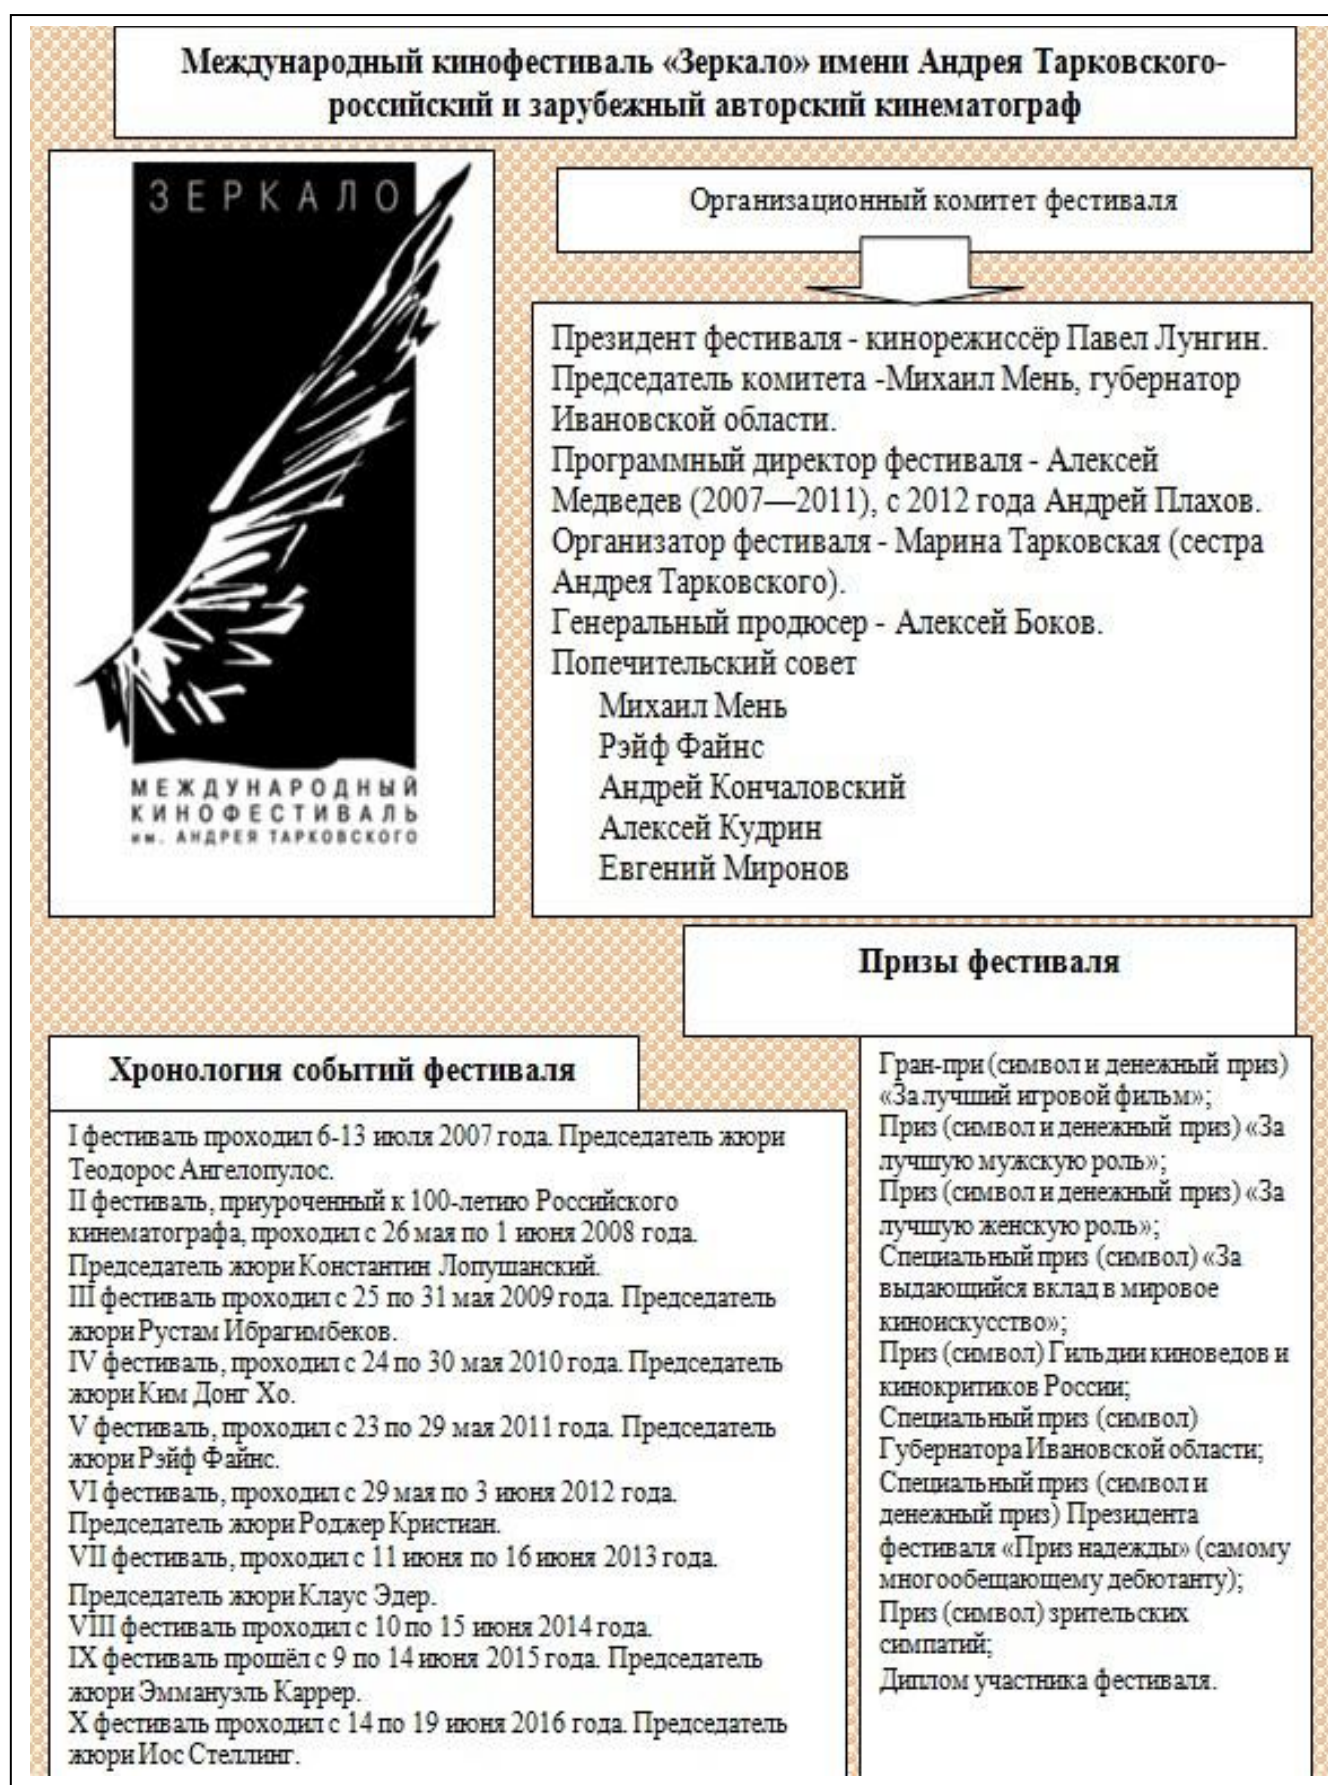 Международный кинофестиваль «Зеркало» имени Андрея Тарковского-
российский и зарубежный авторский кинематограф
ЗЕРКАЛО
МЕЖДУНАРОДНЫЙ
КИНОФЕСТИВАЛЬ
им. АНДРЕЯ ТАРКОВСКОГО
Организационный комитет фестиваля
Президент фестиваля - кинорежиссёр Павел Лунгин.
Председатель комитета -Михаил Мень, губернатор
Ивановской области.
Программный директор фестиваля - Алексей
Медведев (2007—2011), с 2012 года Андрей Плахов.
Организатор фестиваля - Марина Тарковская (сестра
Андрея Тарковского).
Генеральный продюсер - Алексей Боков.
Попечительский совет
Михаил Мень
Рэйф Файнс
Андрей Кончаловский
Алексей Кудрин
Евгений Миронов
Хронология событий фестиваля
I фестиваль проходил 6-13 июля 2007 года. Председатель жюри
Теодорос Ангелопулос.
II фестиваль, приуроченный к 100-летию Российского
кинематографа, проходил с 26 мая по 1 июня 2008 года.
Председатель жюри Константин Лопушанский.
III фестиваль проходил с 25 по 31 мая 2009 года. Председатель
жюри Рустам Ибрагимбеков.
IV фестиваль, проходил с 24 по 30 мая 2010 года. Председатель
жюри Ким Донг Хо.
V фестиваль, проходил с 23 по 29 мая 2011 года. Председатель
жюри Рэйф Файнс.
VI фестиваль, проходил с 29 мая по 3 июня 2012 года.
Председатель жюри Роджер Кристиан.
VII фестиваль, проходил с 11 июня по 16 июня 2013 года.
Председатель жюри Клаус Эдер.
VIII фестиваль проходил с 10 по 15 июня 2014 года.
IX фестиваль прошёл с 9 по 14 июня 2015 года. Председатель
жюри Эммануэль Каррер.
X фестиваль проходил с 14 по 19 июня 2016 года. Председатель
жюри Иос Стеллинг.
Призы фестиваля
Гран-при (символ и денежный приз)
«За лучший игровой фильм»;
Приз (символ и денежный приз) «За
лучшую мужскую роль»;
Приз (символ и денежный приз) «За
лучшую женскую роль»;
Специальный приз (символ) «За
выдающийся вклад в мировое
киноискусство»;
Приз (символ) Гильдии киноведов и
кинокритиков России;
Специальный приз (символ)
Губернатора Ивановской области;
Специальный приз (символ и
денежный приз) Президента
фестиваля «Приз надежды» (самому
многообещающему дебютанту);
Приз (символ) зрительских
симпатий;
Диплом участника фестиваля.